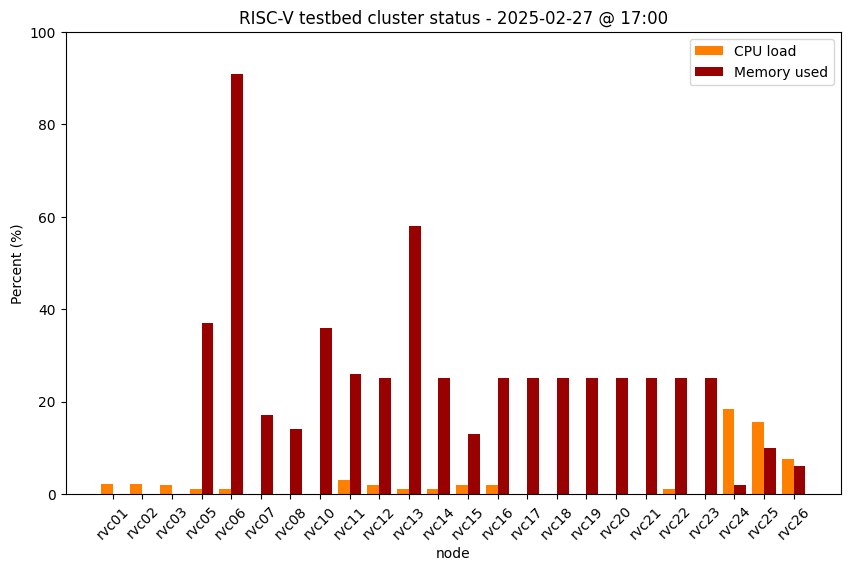 RISC-V testbed cluster status - 2025-02-27 @ 17:00
CPU load
Memory used
Percent (%)
100
80
60
40
20
0
rvc01
rvc02
rvc03
rvc05
rvc06
rvc07
rvc08
rvc10
rvc11
rvc12
rvc13
rvc14
rvc15
rvc16
rvc17
rvc18
rvc19
rvc20
rvc21
rvc22
rvc23
rvc24
rvc25
rvc26
node